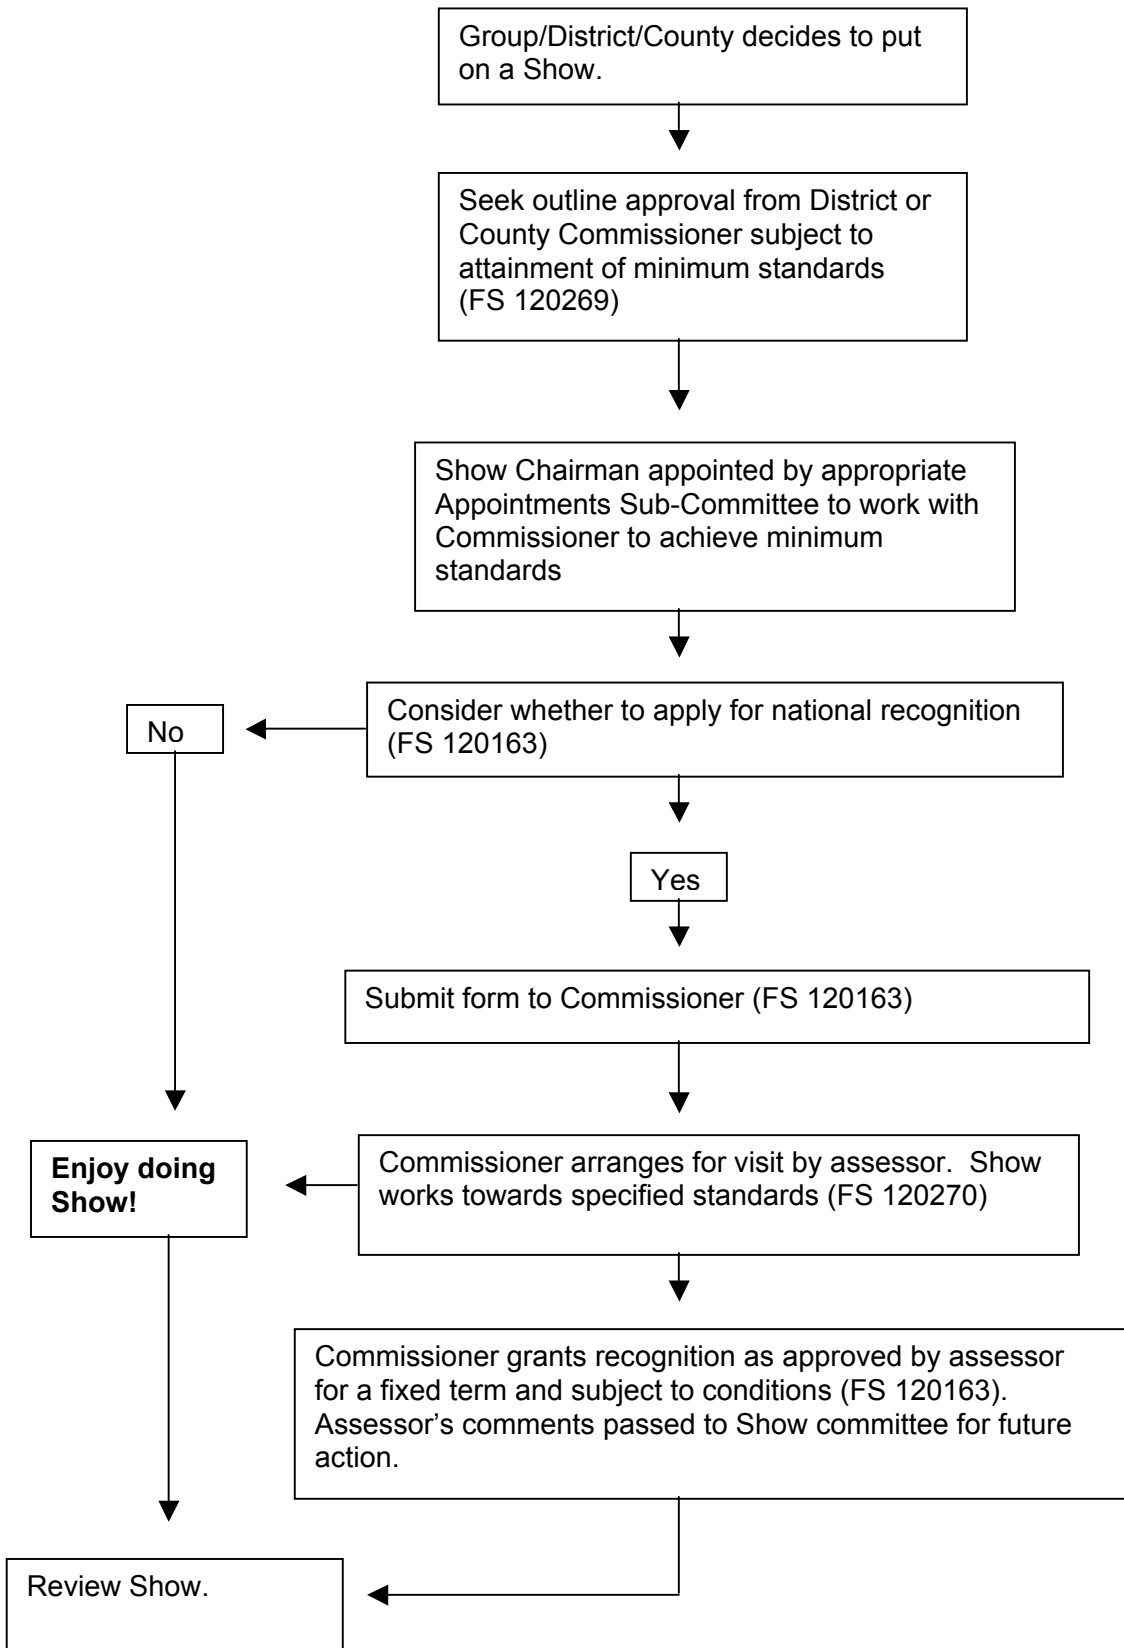 Group/District/County decides to put
on a Show.
Seek outline approval from District or
County Commissioner subject to
attainment of minimum standards
(FS 120269)
Show Chairman appointed by appropriate
Appointments Sub-Committee to work with
Commissioner to achieve minimum
standards
Consider whether to apply for national recognition
(FS 120163)
No
Yes
Submit form to Commissioner (FS 120163)
Commissioner arranges for visit by assessor.  Show
works towards specified standards (FS 120270)
Enjoy doing
Show!
Commissioner grants recognition as approved by assessor
for a fixed term and subject to conditions (FS 120163).
Assessor’s comments passed to Show committee for future
action.
Review Show.